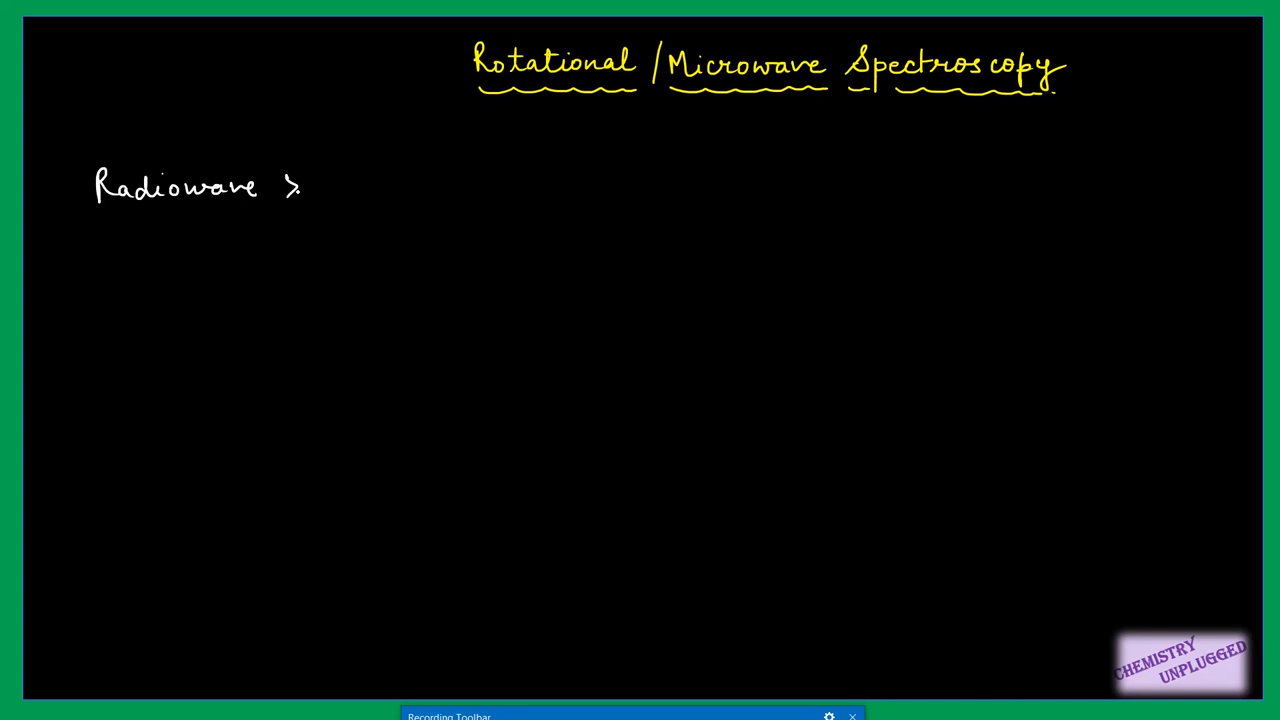 Rotational / Microwave Spectroscopy
Radiowave >
CHEMISTRY
UNPLUGGED
Recording Toolbar